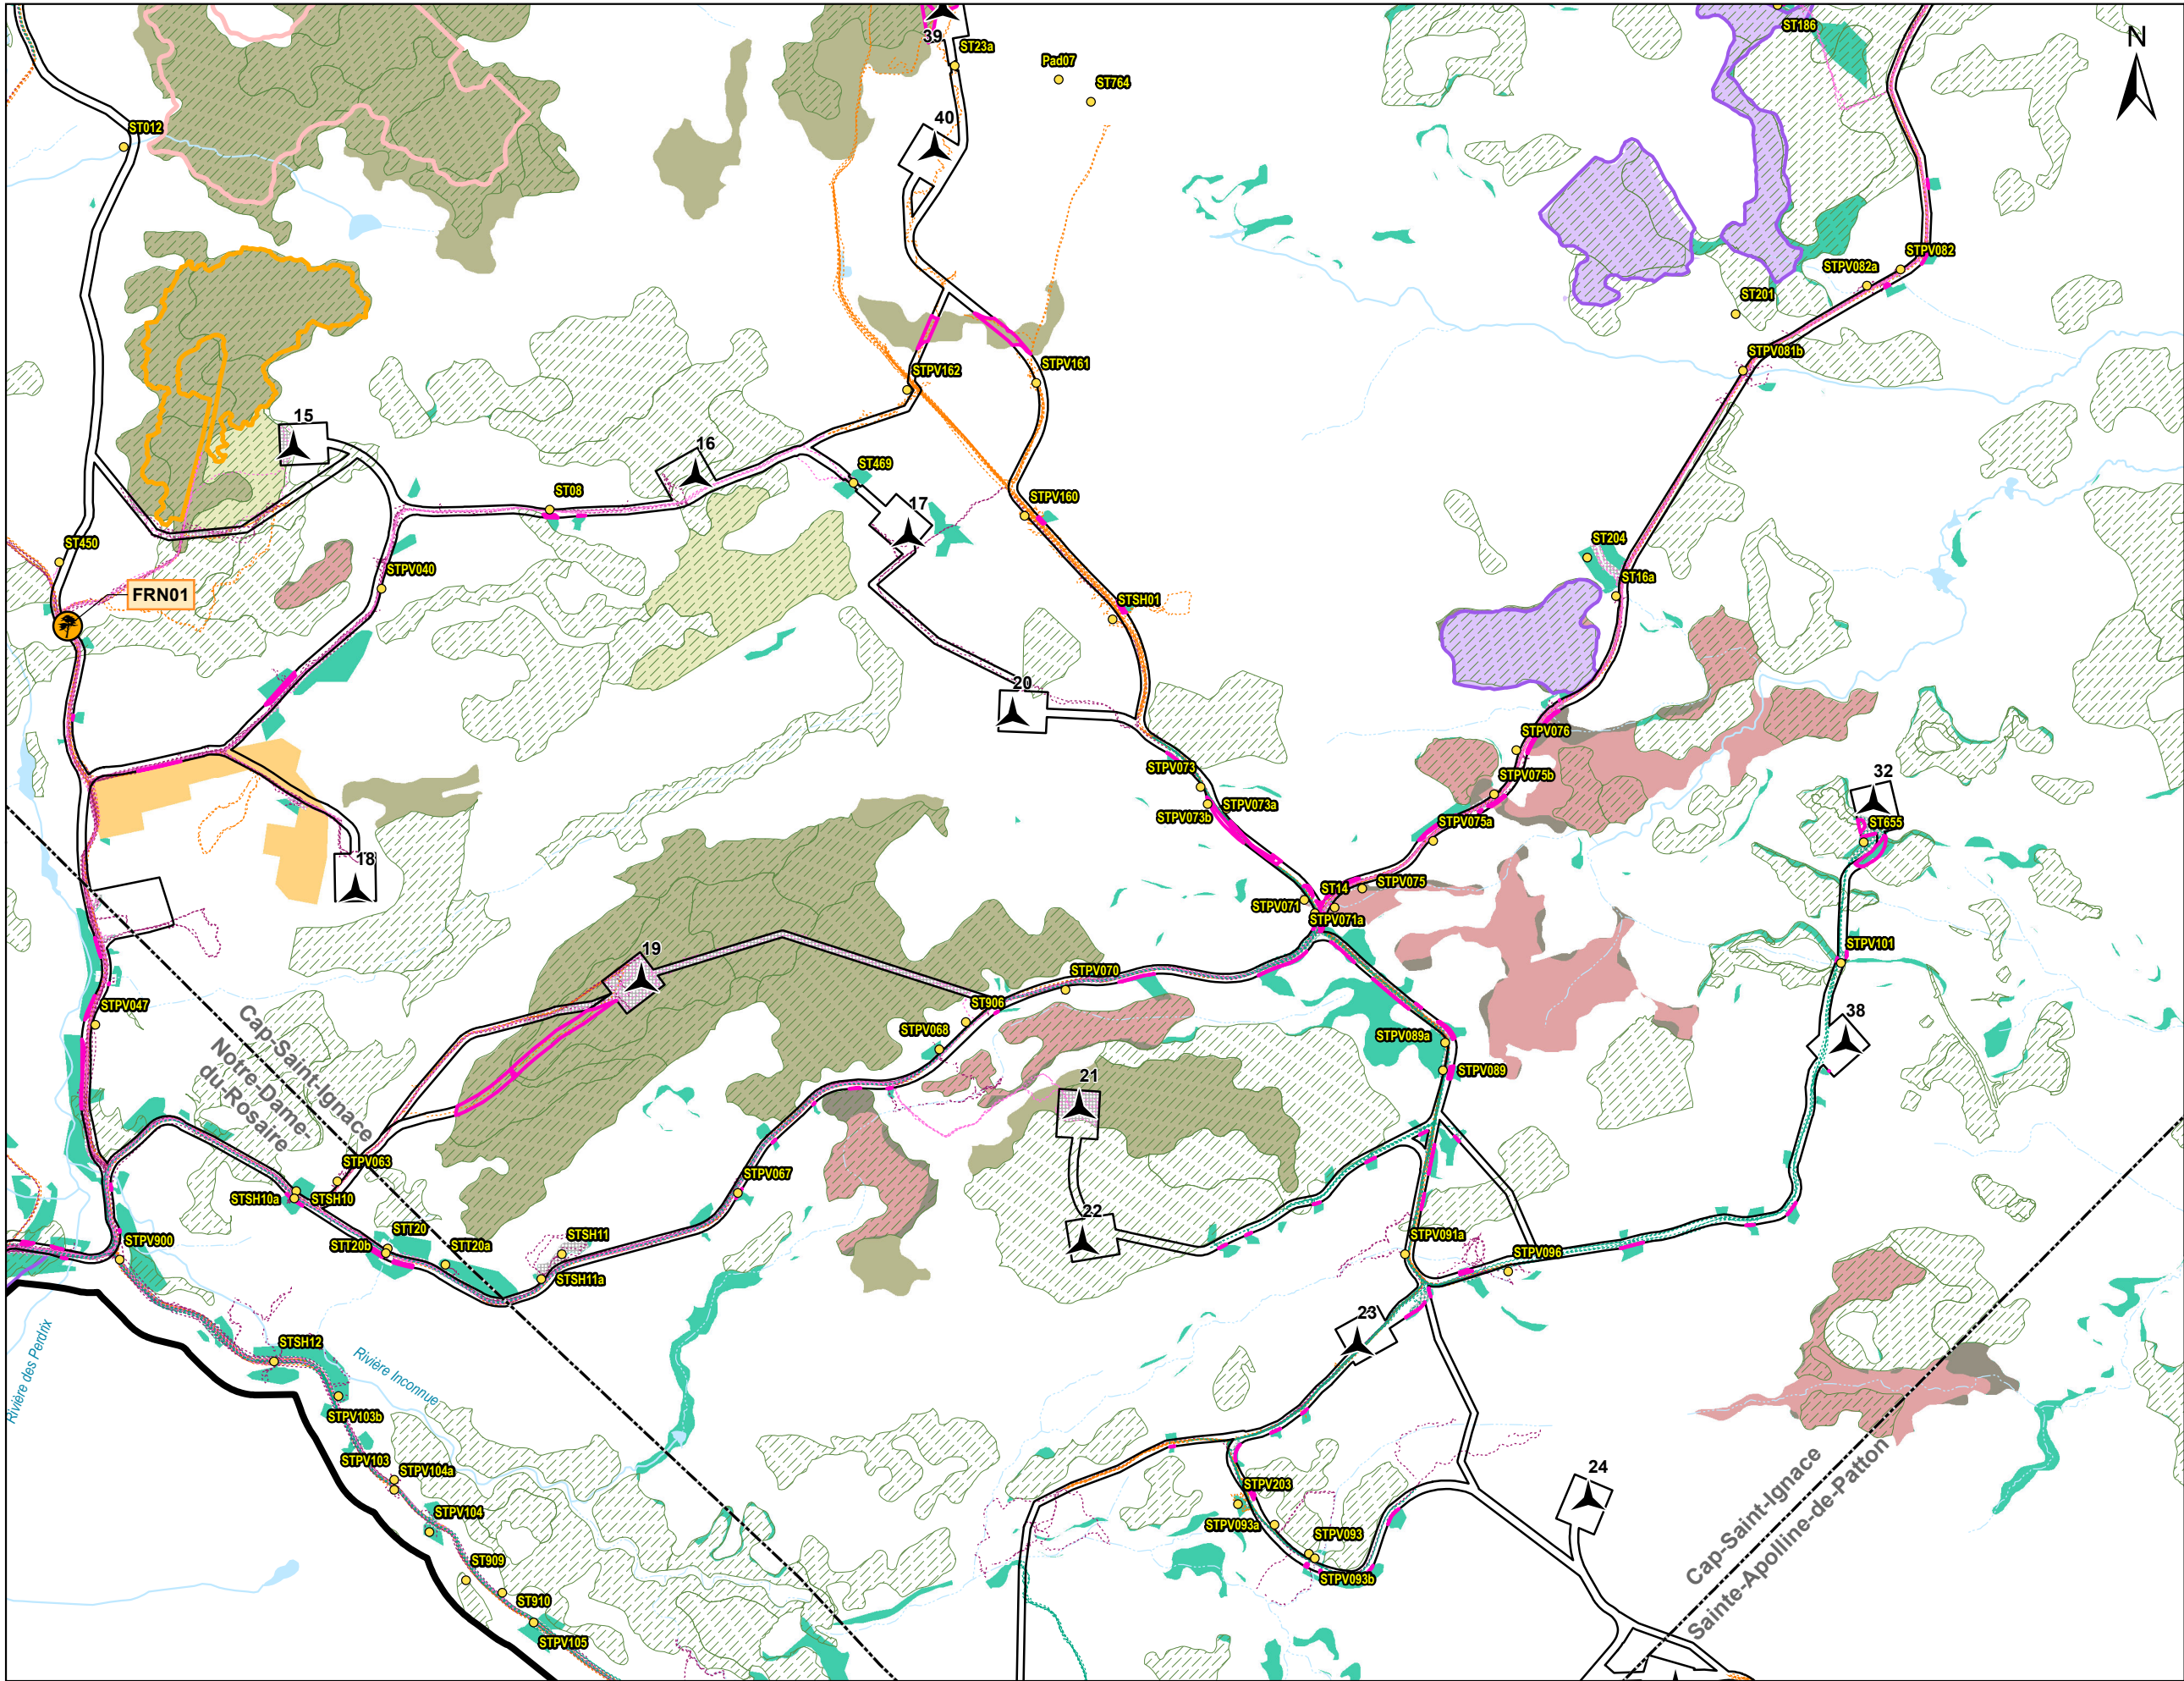 39
ST23a
Pad07
ST764
ST186
N
ST012
40
STPV082
STPV082a
ST201
STPV081b
STPV161
STPV162
15
16
ST469
ST08
17
STPV160
ST450
STPV040
ST204
ST16a
FRN01
STSH01
20
STPV076
STPV073
STPV075b
32
STPV073a
STPV073b
STPV075a
ST655
18
ST14
STPV075
STPV071
STPV071a
19
STPV101
STPV070
ST906
STPV047
STPV068
STPV089a
38
Cap-Saint-Ignace
Notre-Dame-
du-Rosaire
STPV089
21
STPV063
STPV067
STSH10a
STSH10
22
STT20
STT20b
STT20a
STSH11
STPV900
STPV091a
STPV096
STSH11a
23
STSH12
Rivière des Perdrix
Rivière Inconnue
STPV103b
STPV103
STPV104a
24
STPV203
STPV104
STPV093a
STPV093
Cap-Saint-Ignace
Sainte-Apolline-de-Patton
ST909
STPV093b
ST910
STPV105